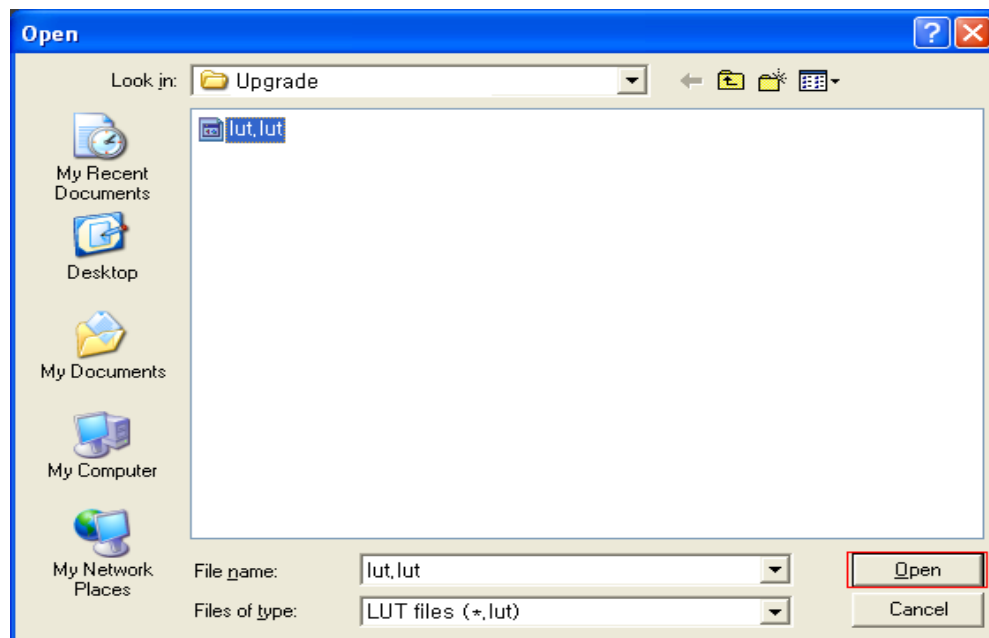 Open
Look in: Upgrade
lut,lut
My Recent
Documents
Desktop
My Documents
My Computer
My Network
Places
File name: lut,lut
Open
Files of type: LUT files (*,lut)
Cancel